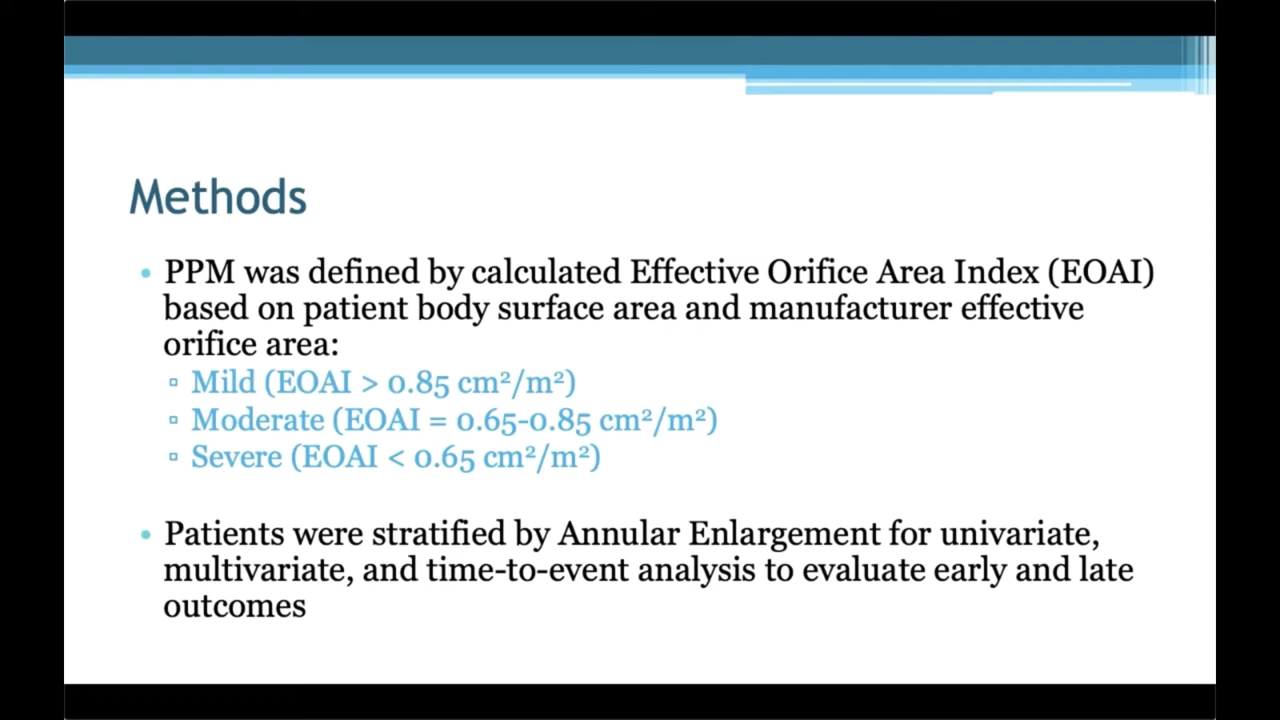 Methods
• PPM was defined by calculated Effective Orifice Area Index (EOAI)
based on patient body surface area and manufacturer effective
orifice area:
▫ Mild (EOAI > 0.85 cm²/m²)
▫ Moderate (EOAI = 0.65-0.85 cm²/m²)
▫ Severe (EOAI < 0.65 cm²/m²)
• Patients were stratified by Annular Enlargement for univariate,
multivariate, and time-to-event analysis to evaluate early and late
outcomes